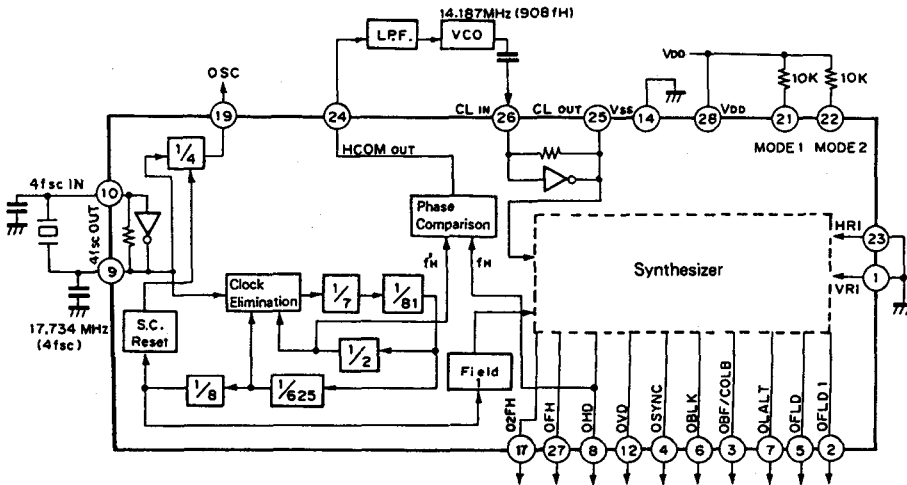 14.187MHz (908fH)
L.P.F.
VCO
VDD
10K
10K
OSC
19
24
CL IN
26
CL OUT
25
VSS
14
28
VDD
21
22
HCOM OUT
MODE 1
MODE 2
1/4
4fsc IN
10
4fsc OUT
9
17.734 MHz
(4fsc)
Phase
Comparison
f'H
fH
Synthesizer
HRI
23
VRI
1
Clock
Elimination
1/7
1/81
S.C.
Reset
1/2
Field
1
1/8
1/625
O2FH
OFH
OHD
OVD
OSYNC
OBLK
OBF/COLB
OLALT
OFLD
OFLD1
17
27
8
12
4
6
3
7
5
2